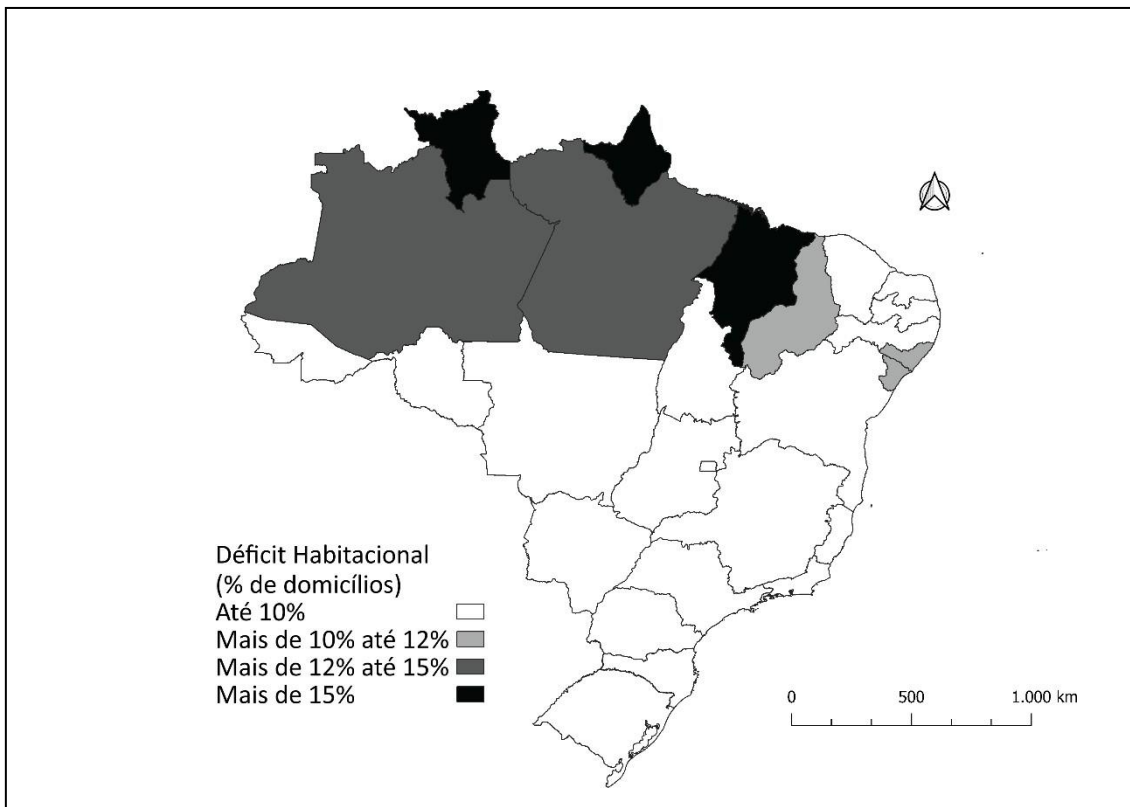 Déficit Habitacional
(% de domicílios)
Até 10%
Mais de 10% até 12%
Mais de 12% até 15%
Mais de 15%
0 500 1.000 km